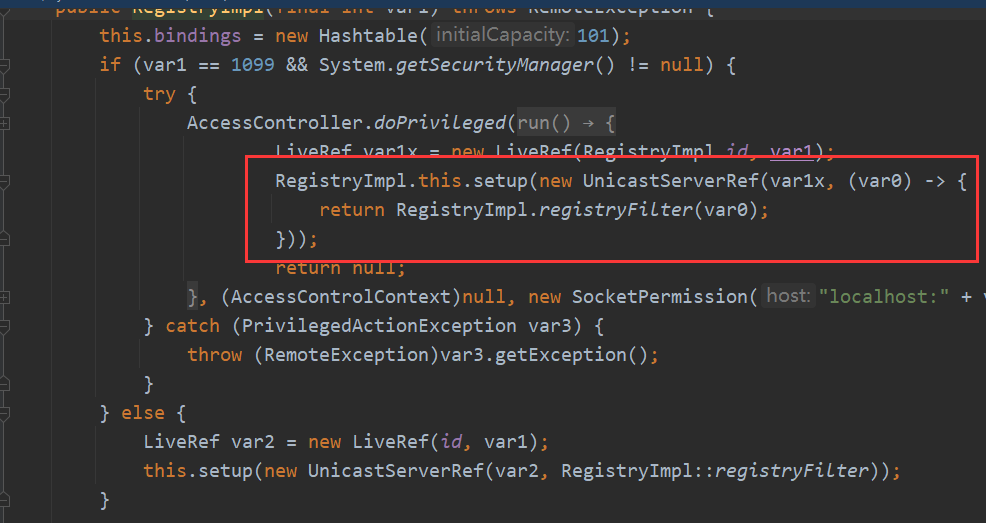 public RegistryImpl(final int var1) throws RemoteException {
this.bindings = new Hashtable( initialCapacity: 101);
if (var1 == 1099 && System.getSecurityManager() != null) {
try {
AccessController.doPrivileged(run() → {
LiveRef var1x = new LiveRef(RegistryImpl.id, var1);
RegistryImpl.this.setup(new UnicastServerRef(var1x, (var0) -> {
return RegistryImpl.registryFilter(var0);
}));
return null;
}, (AccessControlContext)null, new SocketPermission( host: "localhost:" +
} catch (PrivilegedActionException var3) {
throw (RemoteException)var3.getException();
}
} else {
LiveRef var2 = new LiveRef(id, var1);
this.setup(new UnicastServerRef(var2, RegistryImpl::registryFilter));
}